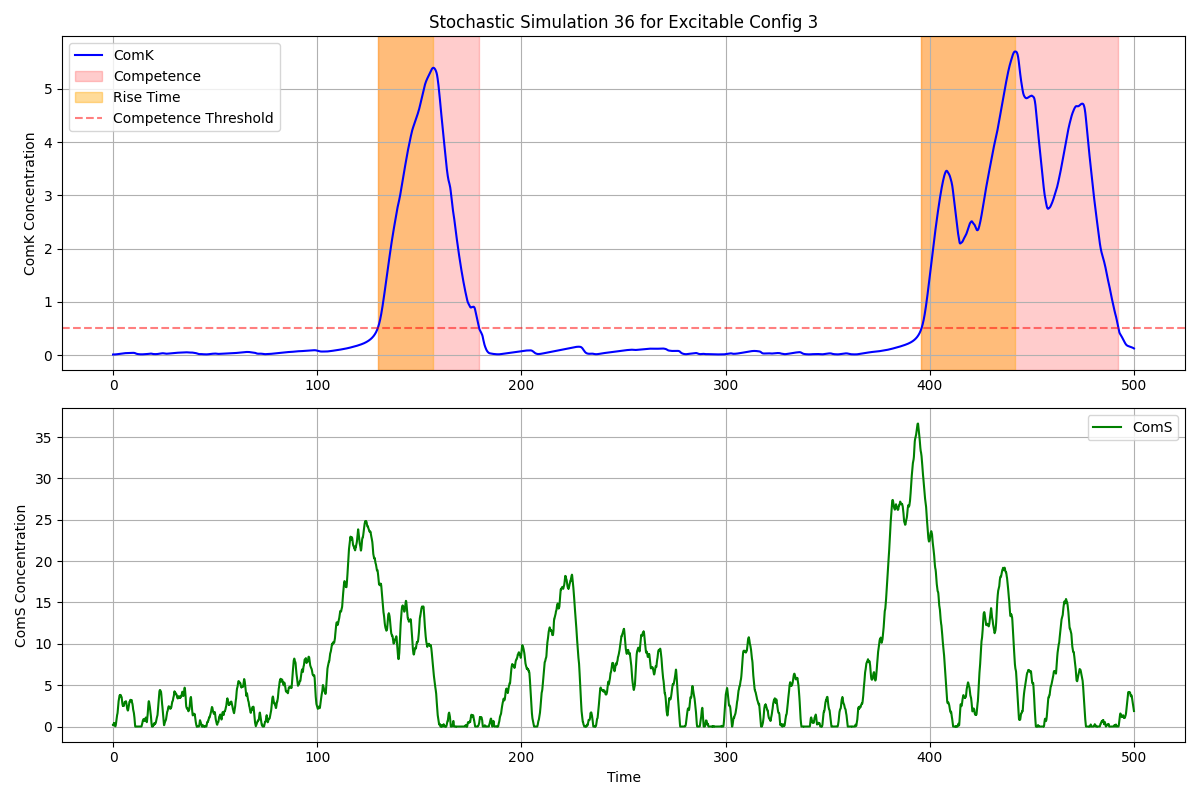 Stochastic Simulation 36 for Excitable Config 3
ComK
Competence
Rise Time
Competence Threshold
ComK Concentration
5
4
3
2
1
0
0 100 200 300 400 500
ComS
ComS Concentration
35
30
25
20
15
10
5
0
0 100 200 300 400 500
Time